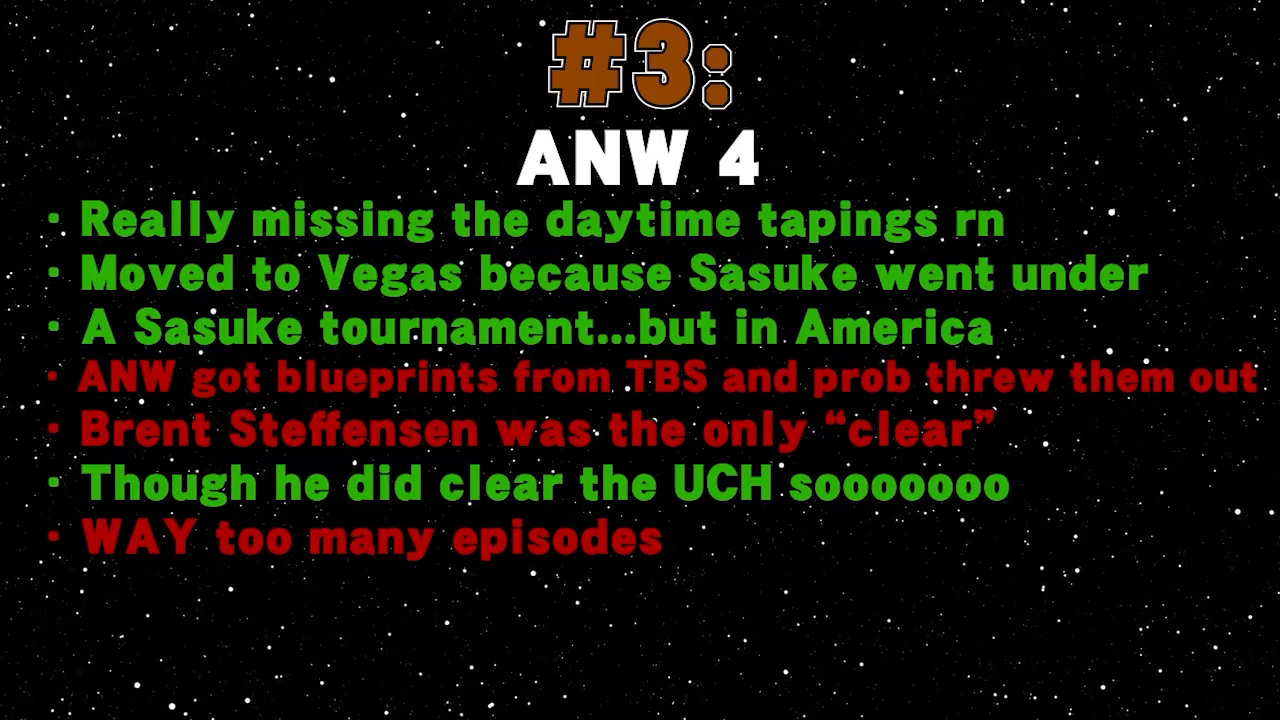 #3:
ANW 4
· Really missing the daytime tapings rn
· Moved to Vegas because Sasuke went under
· A Sasuke tournament...but in America
· ANW got blueprints from TBS and prob threw them out
· Brent Steffensen was the only “clear”
· Though he did clear the UCH sooooooo
· WAY too many episodes